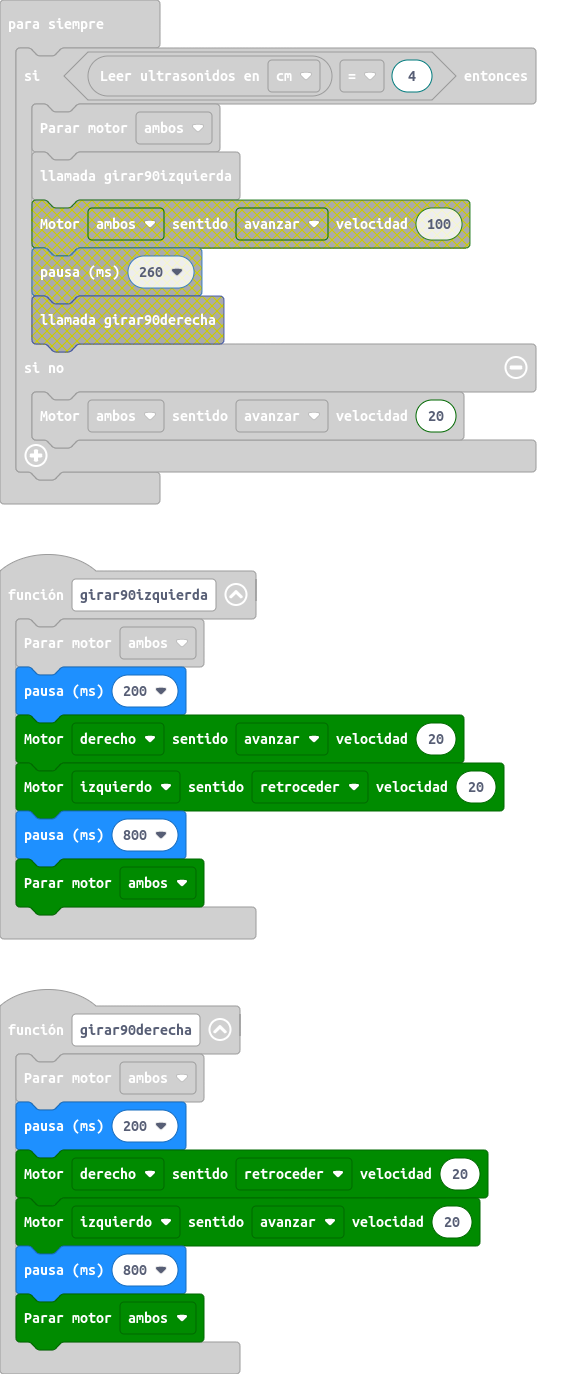 para siempre
si Leer ultrasonidos en cm = 4 entonces
Parar motor ambos
llamada girar90izquierda
Motor ambos sentido avanzar velocidad 100
pausa (ms) 260
llamada girar90derecha
si no
Motor ambos sentido avanzar velocidad 20
función girar90izquierda
Parar motor ambos
pausa (ms) 200
Motor derecho sentido avanzar velocidad 20
Motor izquierdo sentido retroceder velocidad 20
pausa (ms) 800
Parar motor ambos
función girar90derecha
Parar motor ambos
pausa (ms) 200
Motor derecho sentido retroceder velocidad 20
Motor izquierdo sentido avanzar velocidad 20
pausa (ms) 800
Parar motor ambos